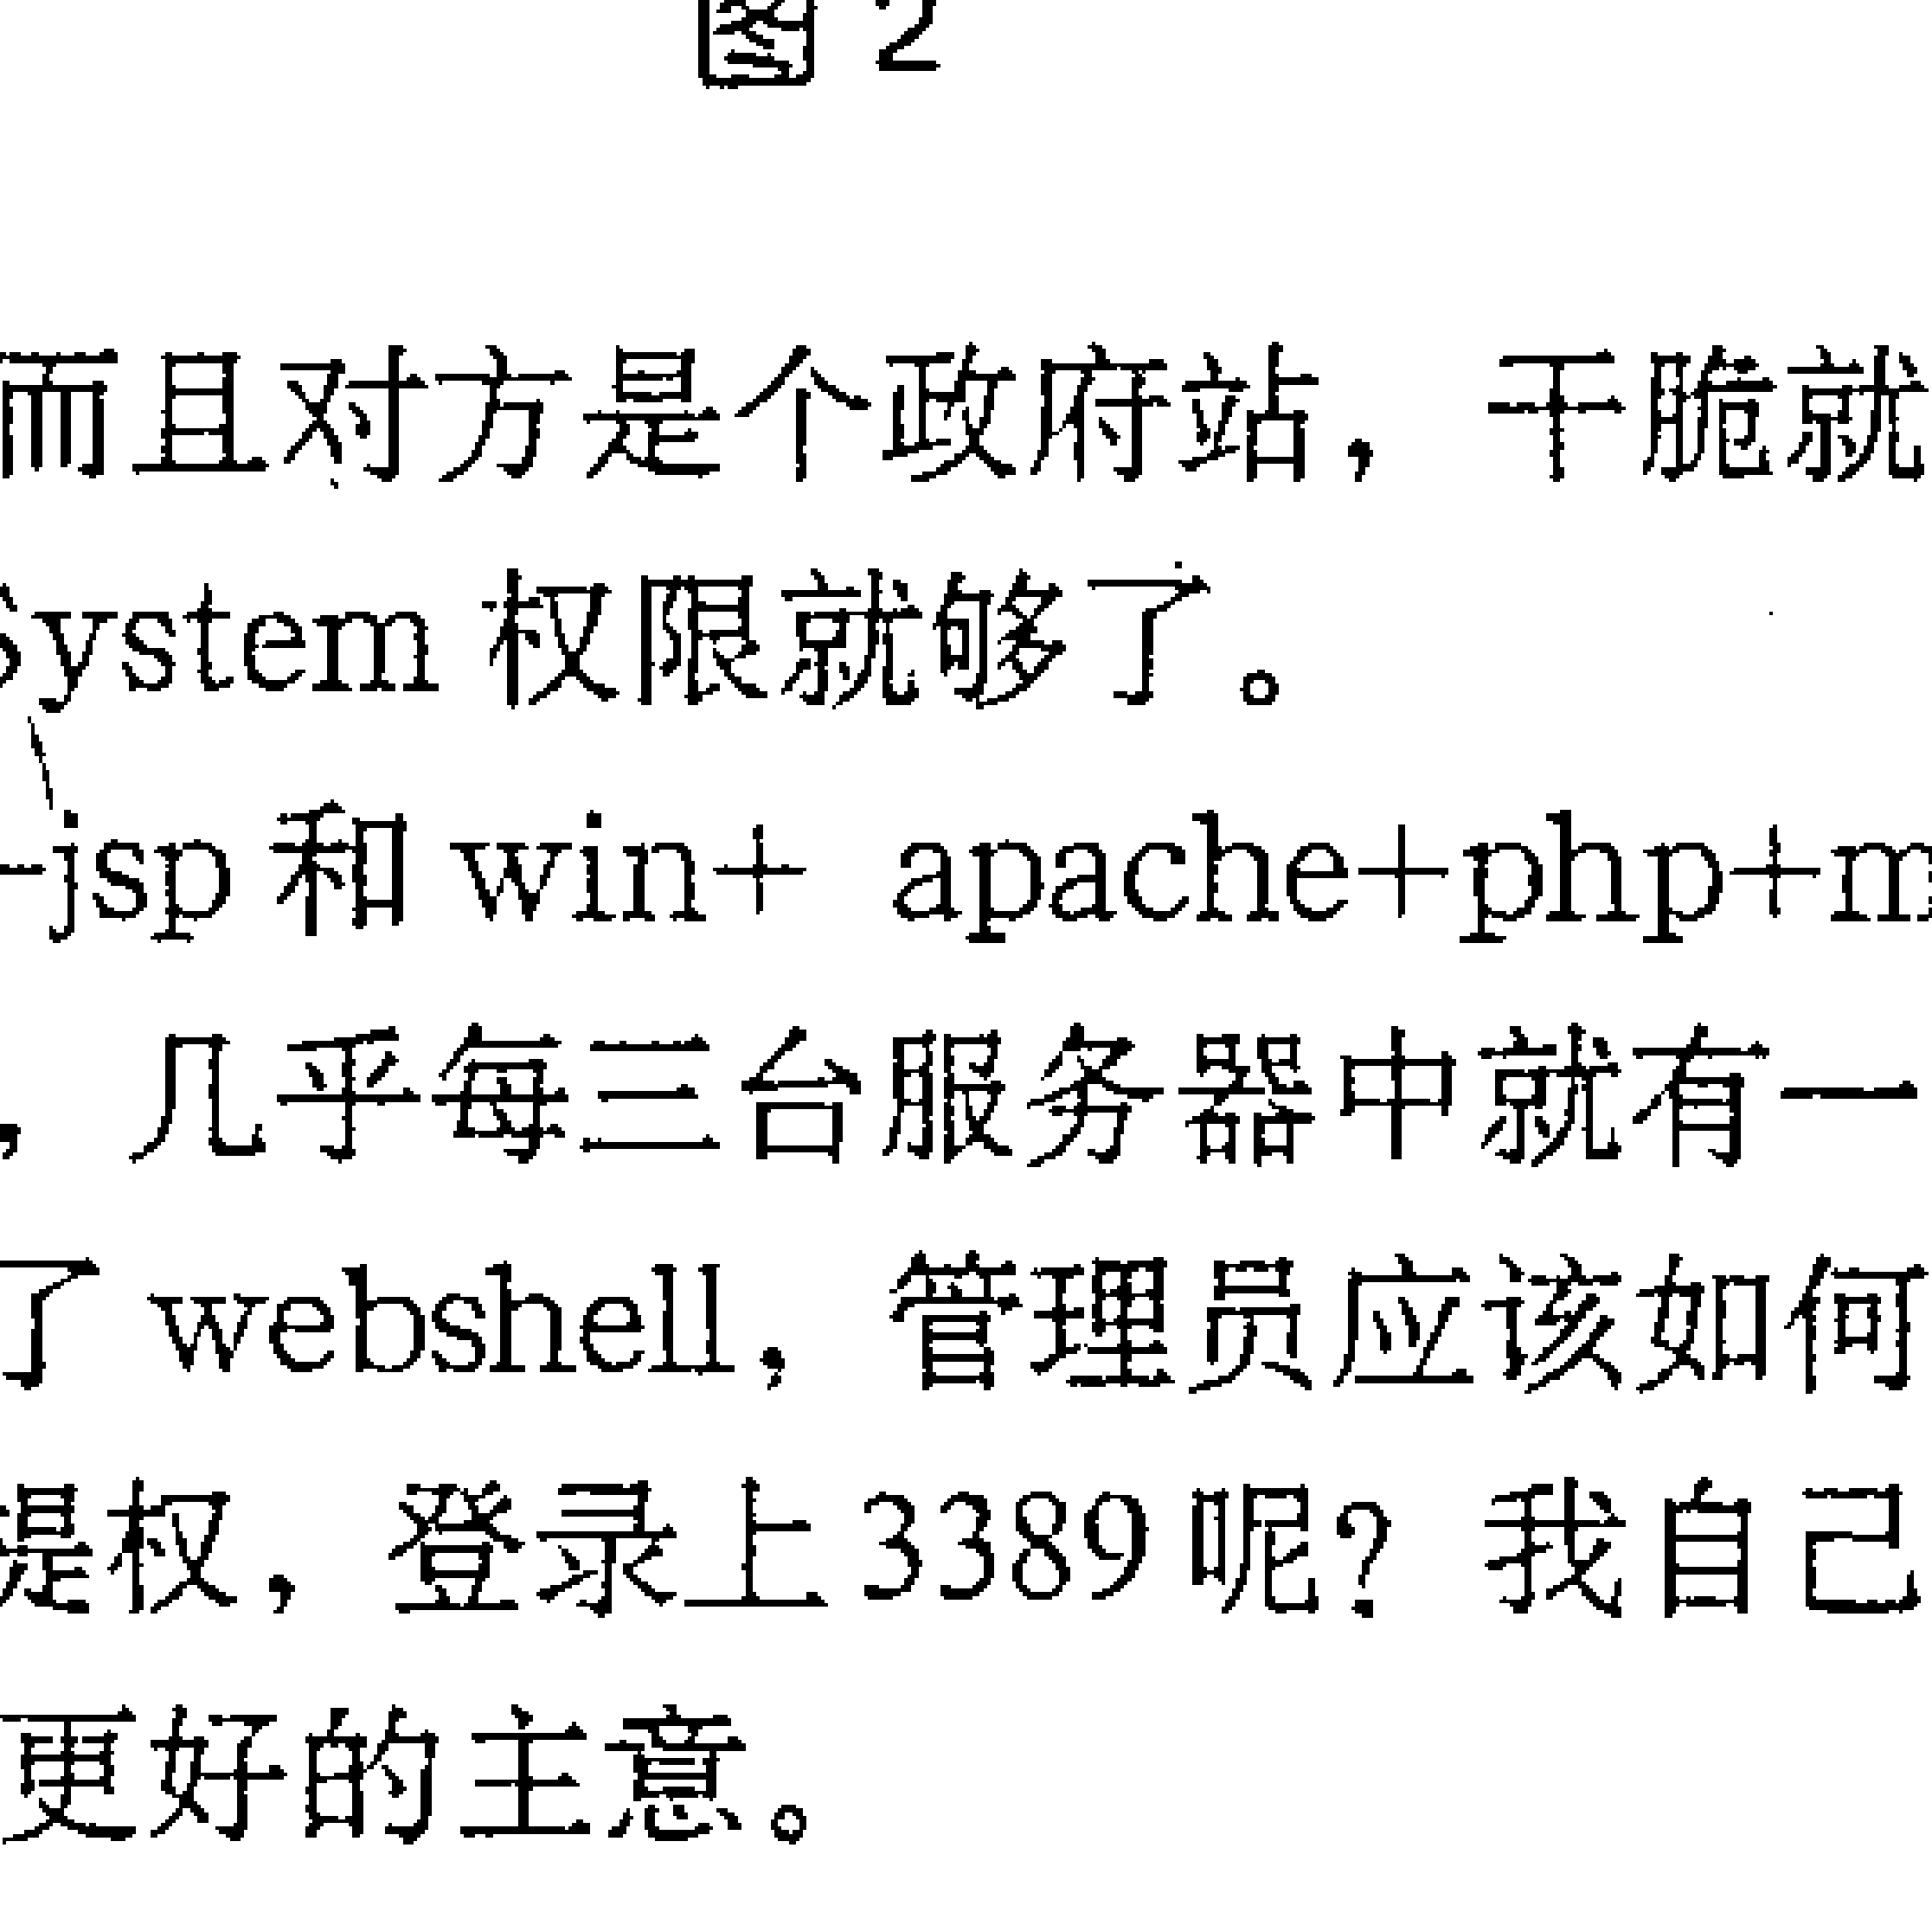 图 2
而且对方是个政府站，干脆就
System 权限就够了。
+jsp 和 win+ apache+php+m
，几乎每三台服务器中就有一
了 webshell，管理员应该如何
提权，登录上 3389 呢？我自己
更好的主意。